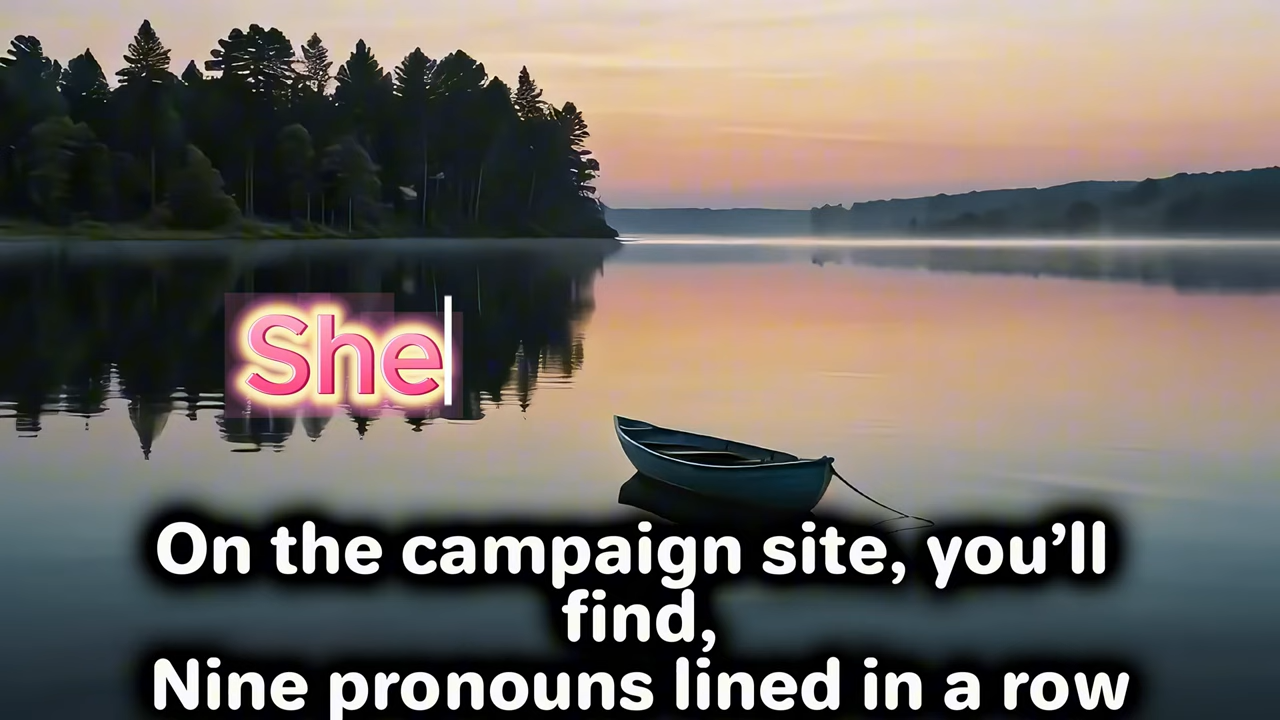 She
On the campaign site, you’ll
find,
Nine pronouns lined in a row